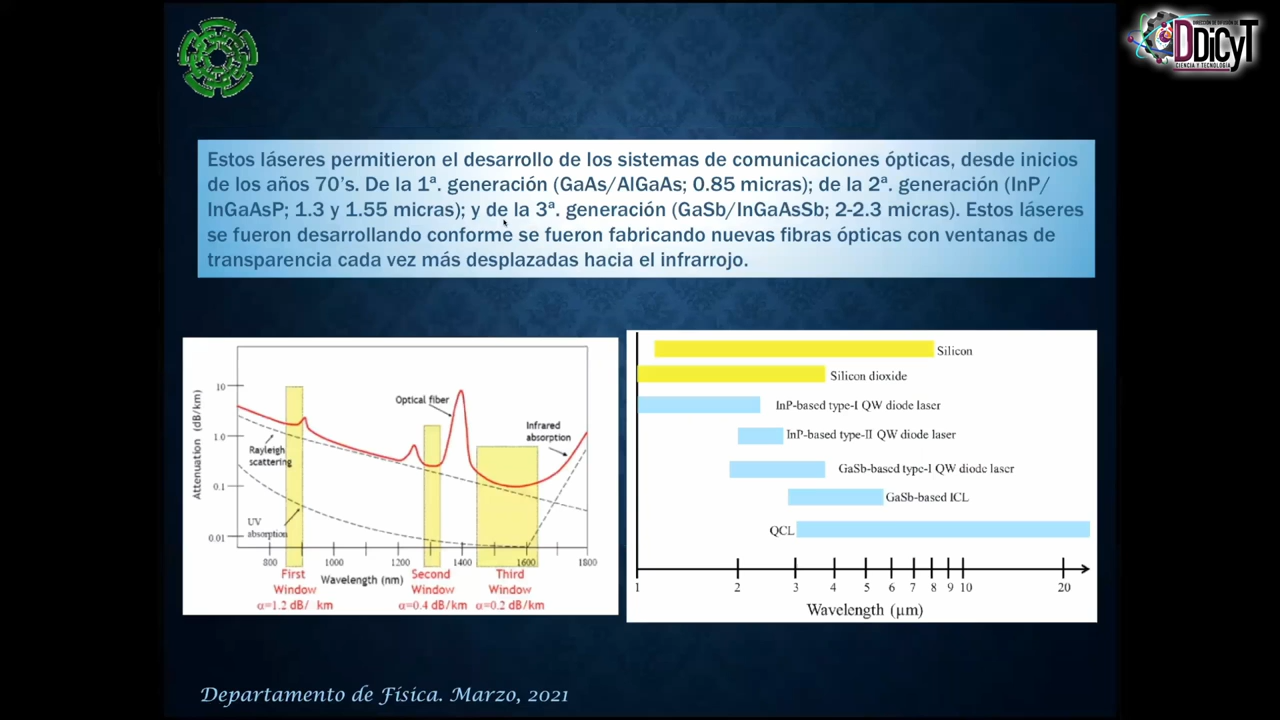 DIRECCIÓN DE DIFUSIÓN DE
DDiCyT
CIENCIA Y TECNOLOGÍA
Estos láseres permitieron el desarrollo de los sistemas de comunicaciones ópticas, desde inicios
de los años 70's. De la 1ª. generación (GaAs/AlGaAs; 0.85 micras); de la 2ª. generación (InP/
InGaAsP; 1.3 y 1.55 micras); y de la 3ª. generación (GaSb/InGaAsSb; 2-2.3 micras). Estos láseres
se fueron desarrollando conforme se fueron fabricando nuevas fibras ópticas con ventanas de
transparencia cada vez más desplazadas hacia el infrarrojo.
Attenuation (dB/km)
10
1.0
0.1
0.01
Optical fiber
Infrared
absorption
Rayleigh
scattering
UV
absorption
800 1000 1200 1400 1600 1800
Wavelength (nm)
First
Window
α=1.2 dB/ km
Second
Window
α=0.4 dB/km
Third
Window
α=0.2 dB/km
Silicon
Silicon dioxide
InP-based type-I QW diode laser
InP-based type-II QW diode laser
GaSb-based type-I QW diode laser
GaSb-based ICL
QCL
1 2 3 4 5 6 7 8 9 10 20
Wavelength (μm)
Departamento de Física. Marzo, 2021